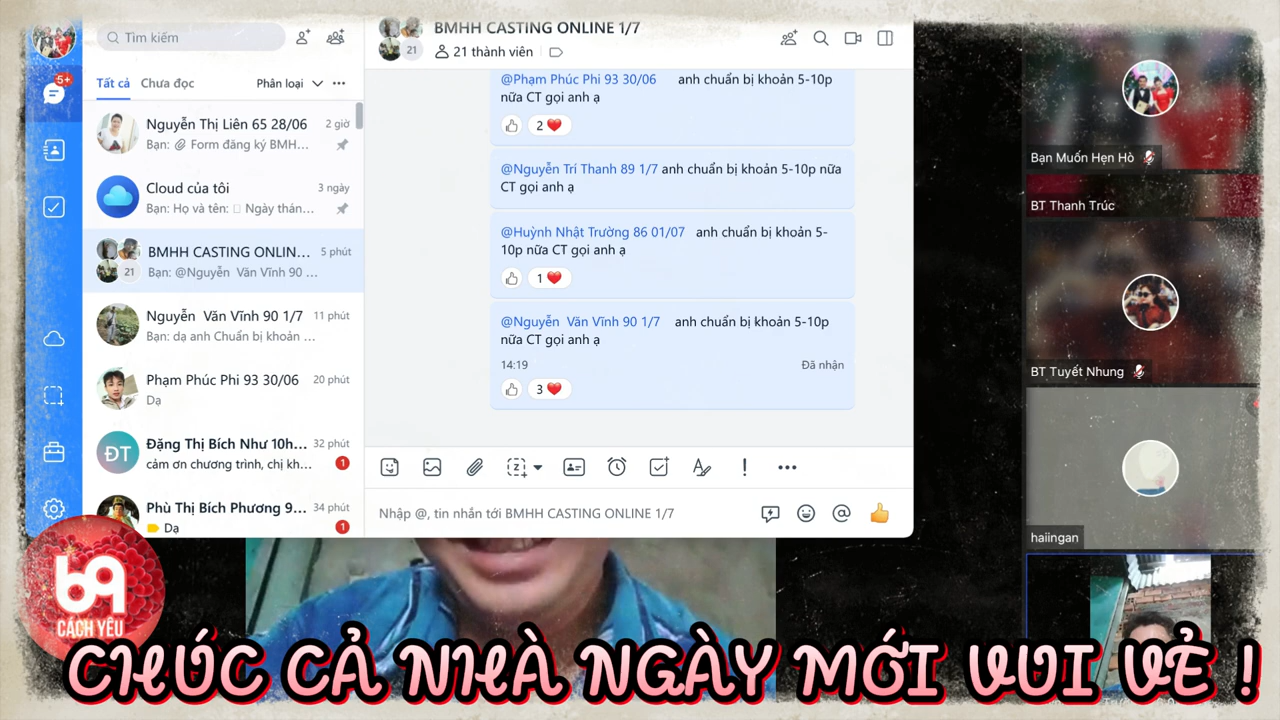 Tìm kiếm
5+
Tất cả
Chưa đọc
Phân loại
Nguyễn Thị Liên 65 28/06
2 giờ
Bạn: Form đăng ký BMH...
Cloud của tôi
3 ngày
Bạn: Họ và tên: Ngày thán...
21
BMHH CASTING ONLIN...
5 phút
Bạn: @Nguyễn Văn Vĩnh 90 ...
Nguyễn Văn Vĩnh 90 1/7
11 phút
Bạn: dạ anh Chuẩn bị khoản ...
Phạm Phúc Phi 93 30/06
20 phút
Dạ
ĐT
Đặng Thị Bích Như 10h...
32 phút
cảm ơn chương trình, chị kh...
1
Phù Thị Bích Phương 9...
34 phút
Dạ
1
BMHH CASTING ONLINE 1/7
21
21 thành viên
@Phạm Phúc Phi 93 30/06 anh chuẩn bị khoản 5-10p
nữa CT gọi anh ạ
2
@Nguyễn Trí Thanh 89 1/7 anh chuẩn bị khoản 5-10p nữa
CT gọi anh ạ
@Huỳnh Nhật Trường 86 01/07 anh chuẩn bị khoản 5-
10p nữa CT gọi anh ạ
1
@Nguyễn Văn Vĩnh 90 1/7 anh chuẩn bị khoản 5-10p
nữa CT gọi anh ạ
14:19
Đã nhận
3
Nhập @, tin nhắn tới BMHH CASTING ONLINE 1/7
Bạn Muốn Hẹn Hò
BT Thanh Trúc
BT Tuyết Nhung
haiingan
CÁCH YÊU
CHÚC CẢ NHÀ NGÀY MỚI VUI VẺ !